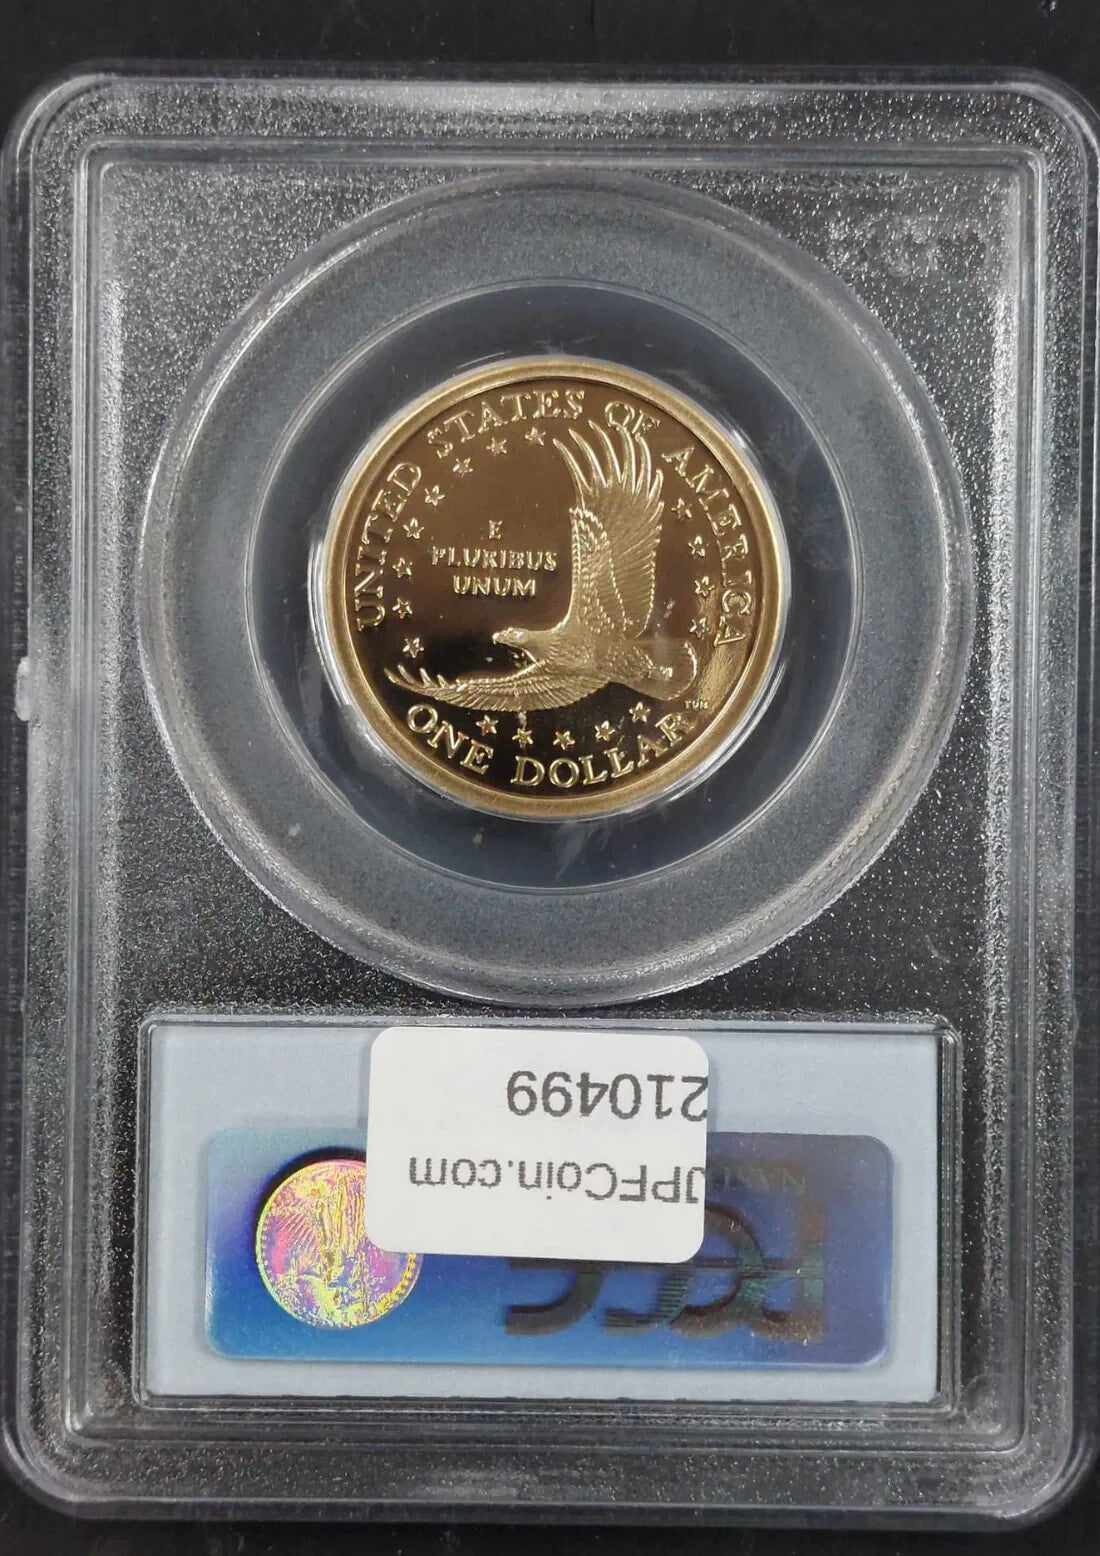 UNITED STATES OF AMERICA
E
PLURIBUS
UNUM
ONE DOLLAR
JPFCoin.com
210499